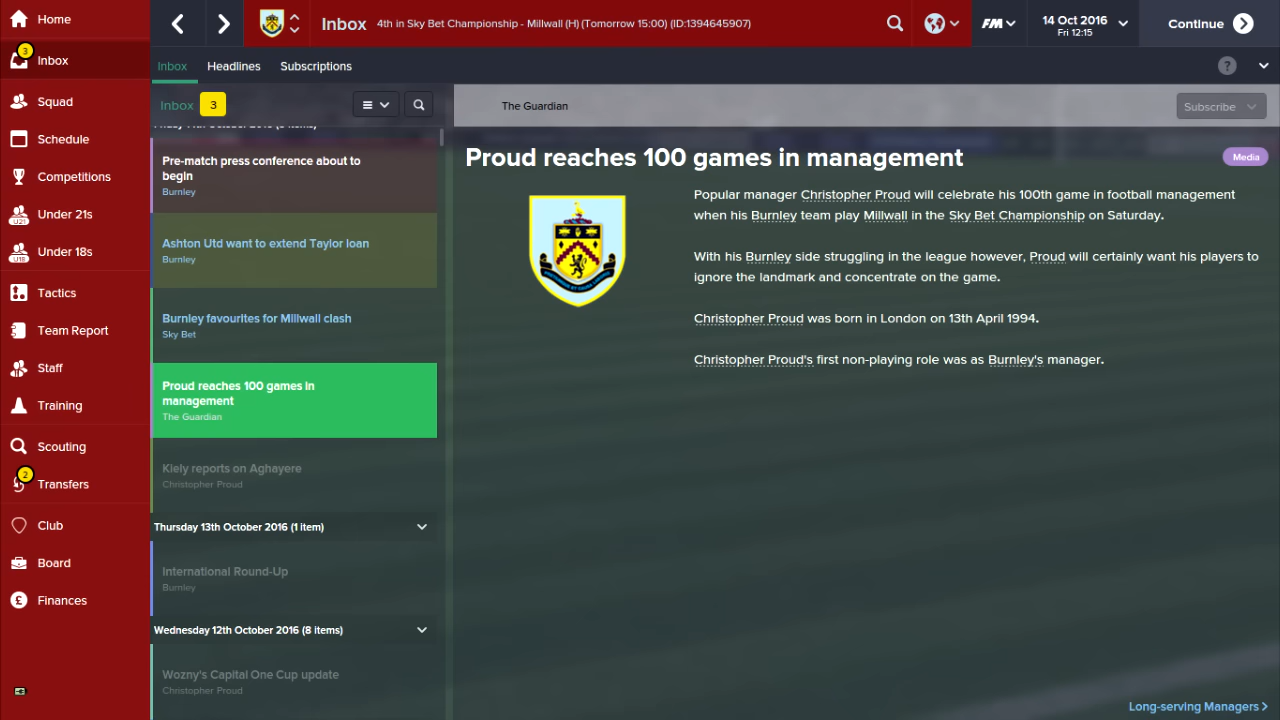 Home
3
Inbox
Squad
Schedule
Competitions
U21
Under 21s
U18
Under 18s
Tactics
Team Report
Staff
Training
Scouting
2
Transfers
Club
Board
£
Finances
Inbox
4th in Sky Bet Championship - Millwall (H) (Tomorrow 15:00) (ID:1394645907)
FM
14 Oct 2016
Fri 12:15
Continue
Inbox
Headlines
Subscriptions
?
Inbox
3
Pre-match press conference about to
begin
Burnley
Ashton Utd want to extend Taylor loan
Burnley
Burnley favourites for Millwall clash
Sky Bet
Proud reaches 100 games in
management
The Guardian
Kiely reports on Aghayere
Christopher Proud
Thursday 13th October 2016 (1 item)
International Round-Up
Burnley
Wednesday 12th October 2016 (8 items)
Wozny's Capital One Cup update
Christopher Proud
The Guardian
Subscribe
Proud reaches 100 games in management
Media
Popular manager Christopher Proud will celebrate his 100th game in football management
when his Burnley team play Millwall in the Sky Bet Championship on Saturday.
With his Burnley side struggling in the league however, Proud will certainly want his players to
ignore the landmark and concentrate on the game.
Christopher Proud was born in London on 13th April 1994.
Christopher Proud's first non-playing role was as Burnley's manager.
Long-serving Managers